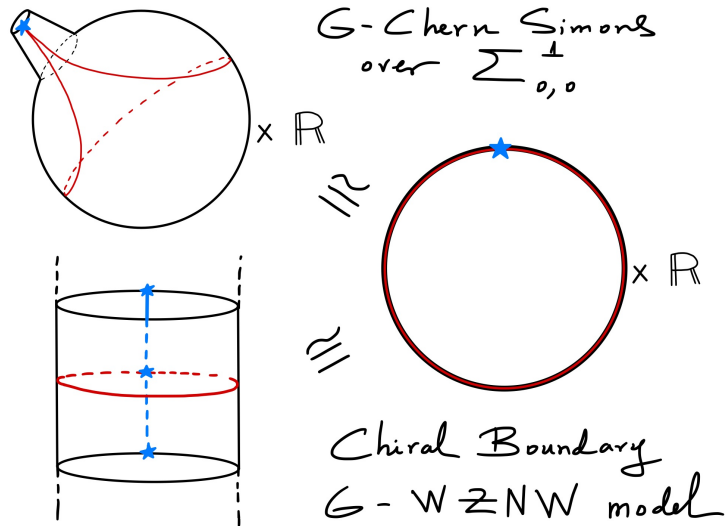 G-Chern Simons
over Σ¹₀,₀
× ℝ
≅
× ℝ
≅
Chiral Boundary
G - WZNW model